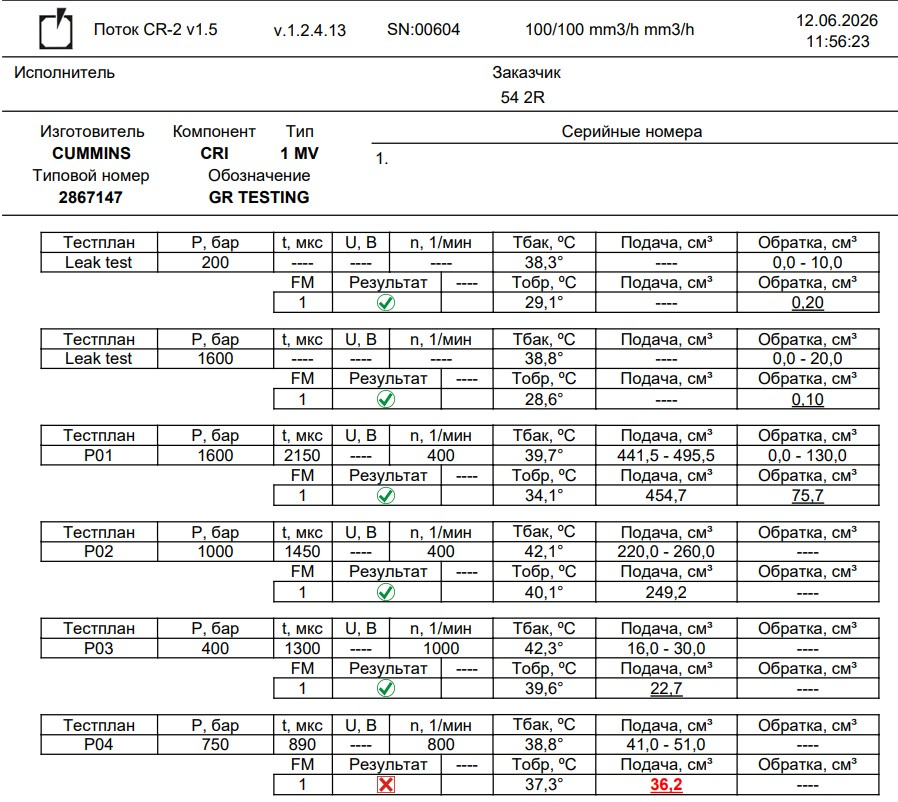 Поток CR-2 v1.5 v.1.2.4.13 SN:00604 100/100 mm3/h mm3/h 12.06.2026
11:56:23
Исполнитель Заказчик
54 2R
Изготовитель Компонент Тип Серийные номера
CUMMINS CRI 1 MV 1.
Типовой номер Обозначение
2867147 GR TESTING
Тестплан P, бар t, мкс U, B n, 1/мин Тбак, ºC Подача, см³ Обратка, см³
Leak test 200 ---- ---- ---- 38,3° ---- 0,0 - 10,0
FM Результат ---- Тобр, ºC Подача, см³ Обратка, см³
1 29,1° ---- 0,20
Тестплан P, бар t, мкс U, B n, 1/мин Тбак, ºC Подача, см³ Обратка, см³
Leak test 1600 ---- ---- ---- 38,8° ---- 0,0 - 20,0
FM Результат ---- Тобр, ºC Подача, см³ Обратка, см³
1 28,6° ---- 0,10
Тестплан P, бар t, мкс U, B n, 1/мин Тбак, ºC Подача, см³ Обратка, см³
P01 1600 2150 ---- 400 39,7° 441,5 - 495,5 0,0 - 130,0
FM Результат ---- Тобр, ºC Подача, см³ Обратка, см³
1 34,1° 454,7 75,7
Тестплан P, бар t, мкс U, B n, 1/мин Тбак, ºC Подача, см³ Обратка, см³
P02 1000 1450 ---- 400 42,1° 220,0 - 260,0 ----
FM Результат ---- Тобр, ºC Подача, см³ Обратка, см³
1 40,1° 249,2 ----
Тестплан P, бар t, мкс U, B n, 1/мин Тбак, ºC Подача, см³ Обратка, см³
P03 400 1300 ---- 1000 42,3° 16,0 - 30,0 ----
FM Результат ---- Тобр, ºC Подача, см³ Обратка, см³
1 39,6° 22,7 ----
Тестплан P, бар t, мкс U, B n, 1/мин Тбак, ºC Подача, см³ Обратка, см³
P04 750 890 ---- 800 38,8° 41,0 - 51,0 ----
FM Результат ---- Тобр, ºC Подача, см³ Обратка, см³
1 37,3° 36,2 ----